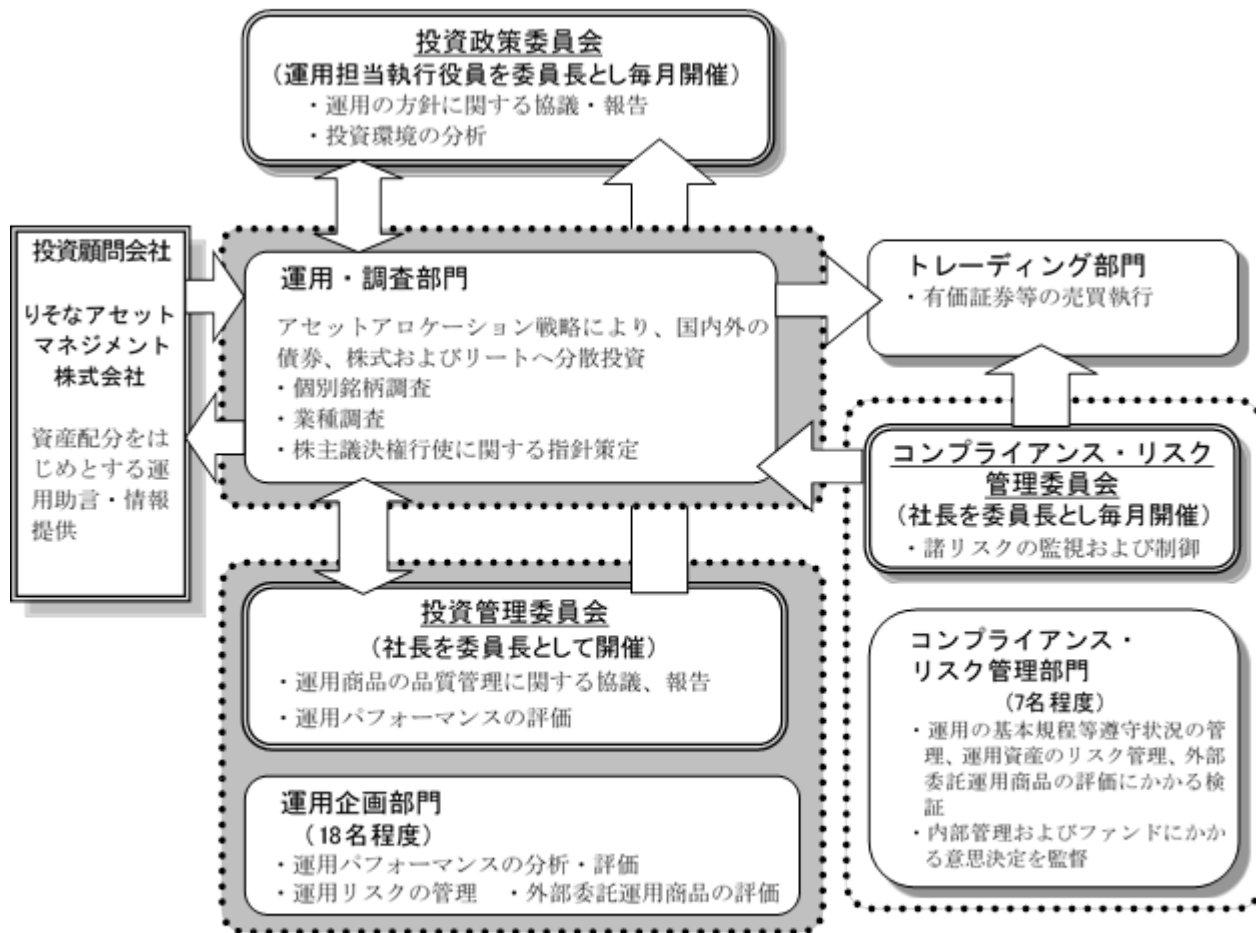 投資政策委員会
(運用担当執行役員を委員長とし毎月開催)
・運用の方針に関する協議・報告
・投資環境の分析
投資顧問会社
りそなアセット
マネジメント
株式会社
資産配分をは
じめとする運
用助言・情報
提供
運用・調査部門
アセットアロケーション戦略により、国内外の
債券、株式およびリートへ分散投資
・個別銘柄調査
・業種調査
・株主議決権行使に関する指針策定
トレーディング部門
・有価証券等の売買執行
コンプライアンス・リスク
管理委員会
(社長を委員長とし毎月開催)
・諸リスクの監視および制御
投資管理委員会
(社長を委員長として開催)
・運用商品の品質管理に関する協議、報告
・運用パフォーマンスの評価
運用企画部門
(18名程度)
・運用パフォーマンスの分析・評価
・運用リスクの管理　・外部委託運用商品の評価
コンプライアンス・
リスク管理部門
(7名程度)
・運用の基本規程等遵守状況の管
理、運用資産のリスク管理、外部
委託運用商品の評価にかかる検
証
・内部管理およびファンドにかか
る意思決定を監督